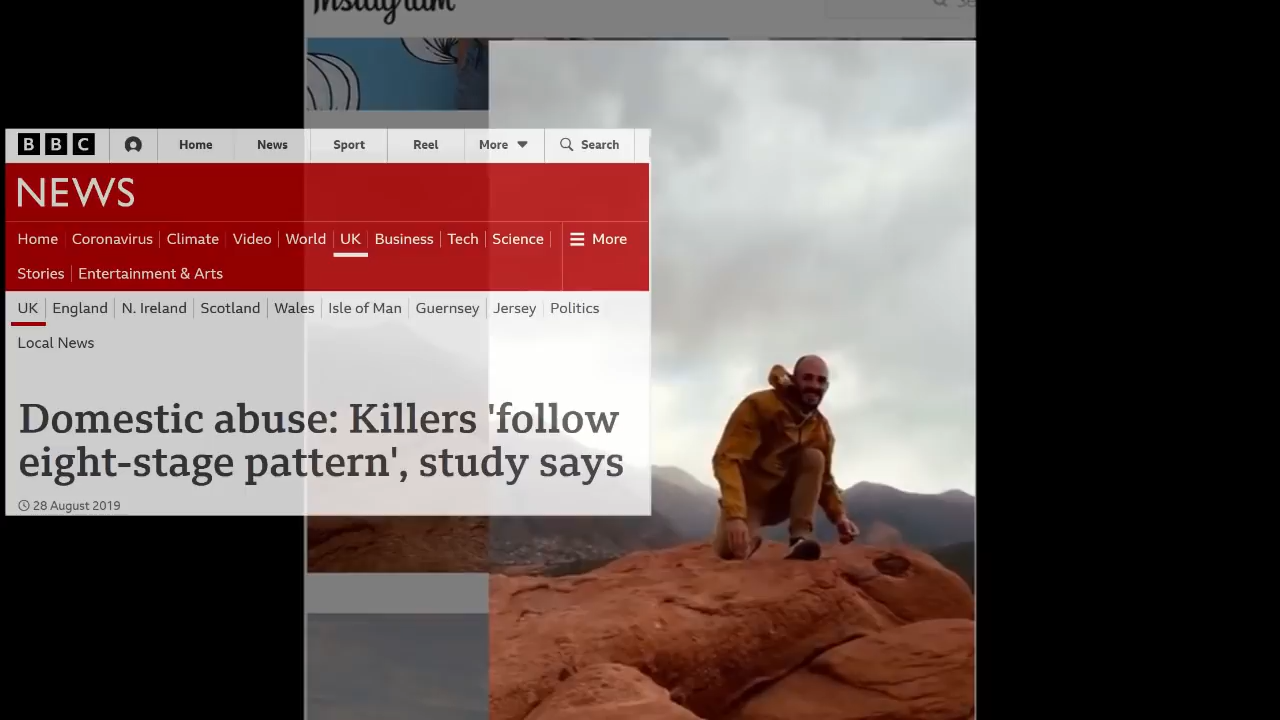 Instagram
BBC Home News Sport Reel More Search
NEWS
Home Coronavirus Climate Video World UK Business Tech Science More
Stories Entertainment & Arts
UK England N. Ireland Scotland Wales Isle of Man Guernsey Jersey Politics
Local News
Domestic abuse: Killers 'follow
eight-stage pattern', study says
28 August 2019